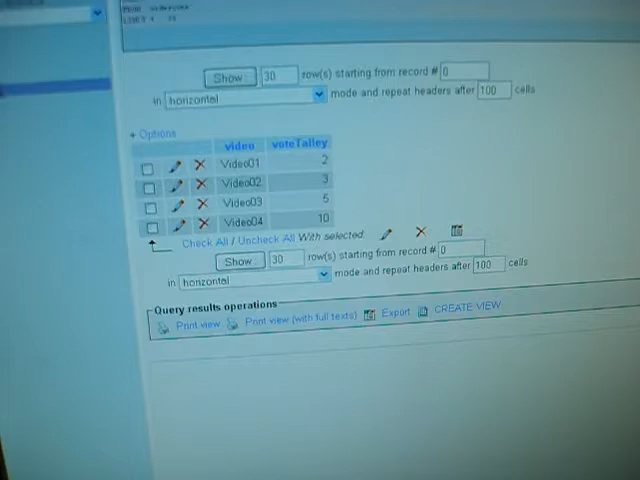 Show : 30 row(s) starting from record # 0
in horizontal mode and repeat headers after 100 cells
+ Options
video voteTalley
Video01 2
Video02 3
Video03 5
Video04 10
Check All / Uncheck All With selected:
Show : 30 row(s) starting from record # 0
in horizontal mode and repeat headers after 100 cells
Query results operations
Print view Print view (with full texts) Export CREATE VIEW